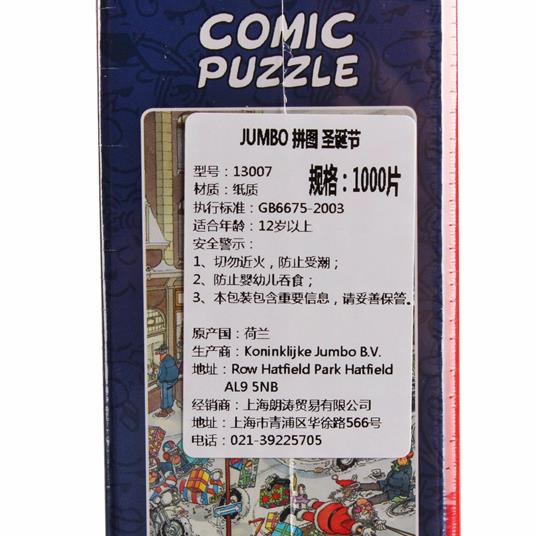 COMIC
PUZZLE
JUMBO 拼图 圣诞节
型号：13007
规格：1000片
材质：纸质
执行标准：GB6675-2003
适合年龄：12岁以上
安全警示：
1、切勿近火，防止受潮；
2、防止婴幼儿吞食；
3、本包装包含重要信息，请妥善保管。
原产国：荷兰
生产商：Koninklijke Jumbo B.V.
地址：Row Hatfield Park Hatfield
AL9 5NB
经销商：上海朗涛贸易有限公司
地址：上海市青浦区华徐路566号
电话：021-39225705